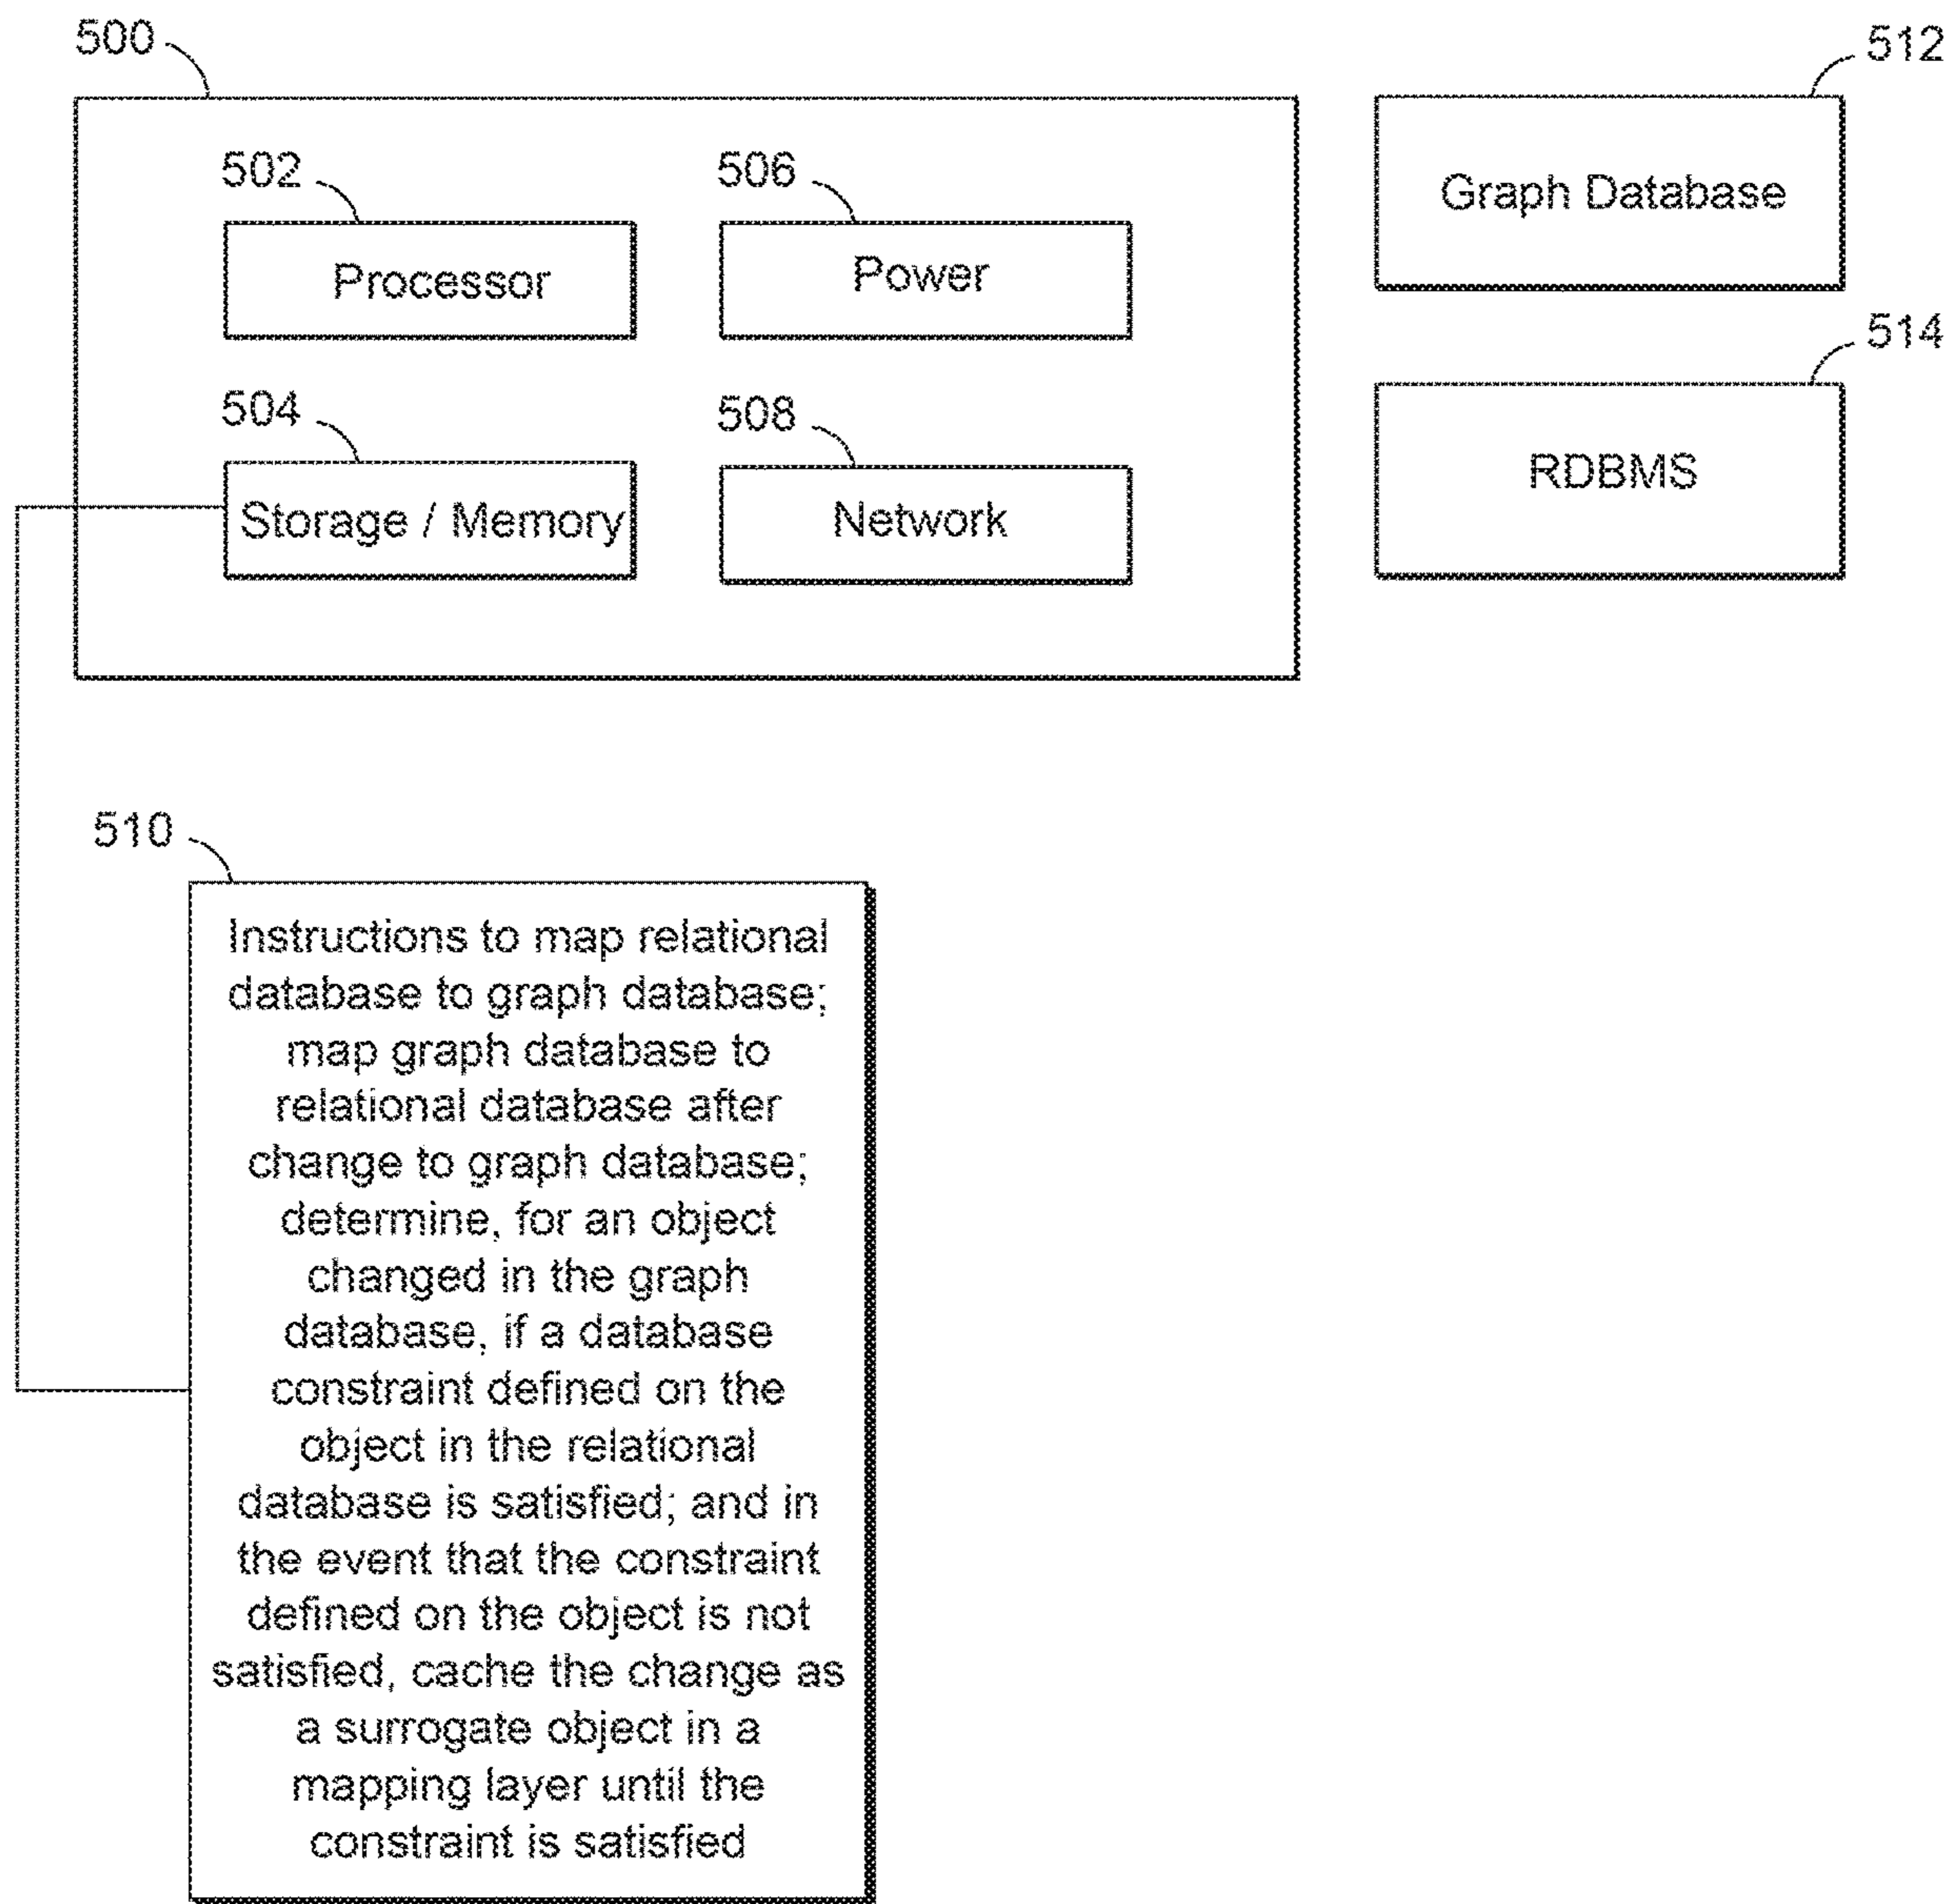 500
512
502
506
Graph Database
Processor
Power
514
504
508
RDBMS
Storage / Memory
Network
510
Instructions to map relational
database to graph database;
map graph database to
relational database after
change to graph database;
determine, for an object
changed in the graph
database, if a database
constraint defined on the
object in the relational
database is satisfied; and in
the event that the constraint
defined on the object is not
satisfied, cache the change as
a surrogate object in a
mapping layer until the
constraint is satisfied